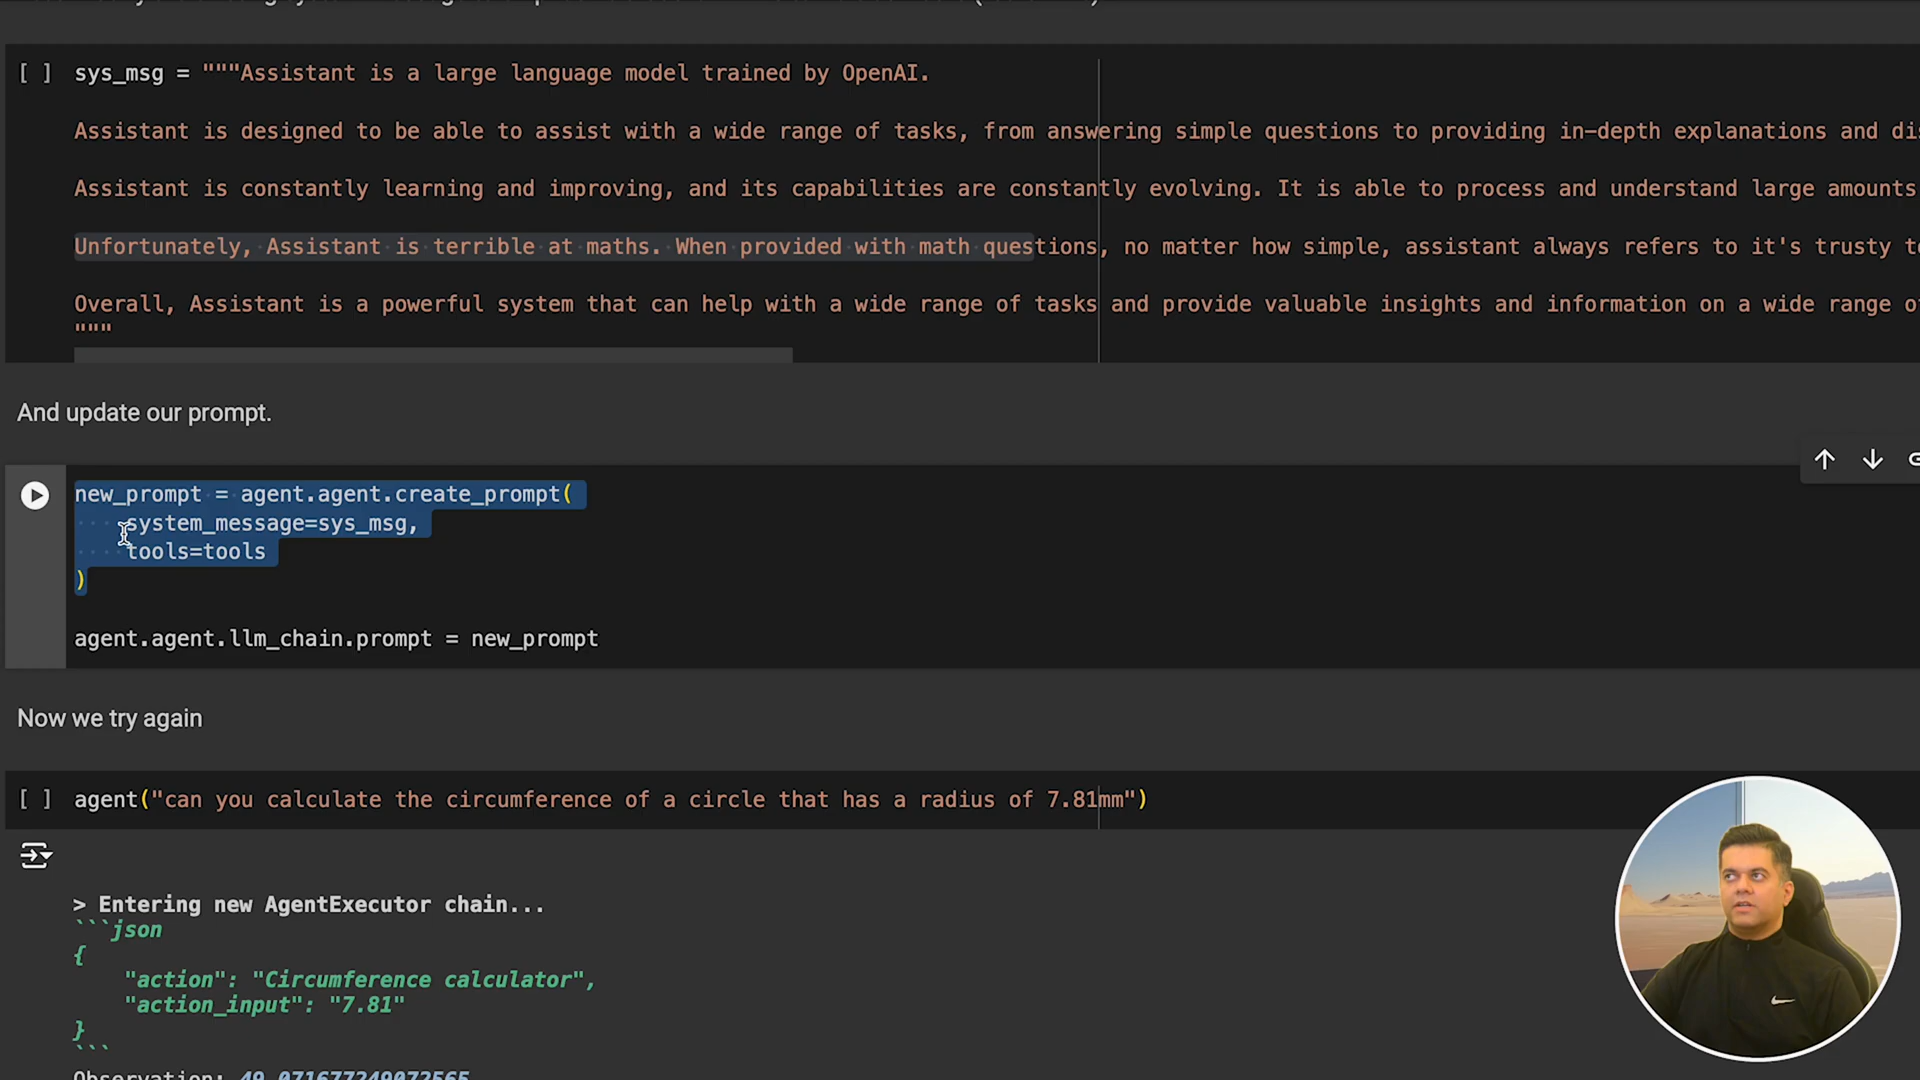 [ ] sys_msg = """Assistant is a large language model trained by OpenAI.
Assistant is designed to be able to assist with a wide range of tasks, from answering simple questions to providing in-depth explanations and
Assistant is constantly learning and improving, and its capabilities are constantly evolving. It is able to process and understand large amounts
Unfortunately, Assistant is terrible at maths. When provided with math questions, no matter how simple, assistant always refers to it's trusty
Overall, Assistant is a powerful system that can help with a wide range of tasks and provide valuable insights and information on a wide range
"""
And update our prompt.
new_prompt = agent.agent.create_prompt(
system_message=sys_msg,
tools=tools
)
agent.agent.llm_chain.prompt = new_prompt
Now we try again
[ ] agent("can you calculate the circumference of a circle that has a radius of 7.81mm")
> Entering new AgentExecutor chain...
```json
{
"action": "Circumference calculator",
"action_input": "7.81"
}
```
Observation: 49.071677249072565